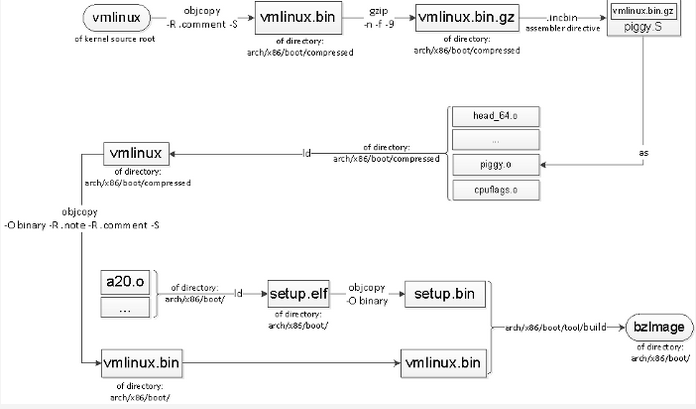 vmlinux
of kernel source root
objcopy
-R .comment -S
vmlinux.bin
of directory:
arch/x86/boot/compressed
gzip
-n -f -9
vmlinux.bin.gz
of directory:
arch/x86/boot/compressed
.incbin
assembler directive
vmlinux.bin.gz
piggy.S
as
head_64.o
...
piggy.o
cpuflags.o
of directory:
arch/x86/boot/compressed
ld
vmlinux
of directory:
arch/x86/boot/compressed
objcopy
-O binary -R .note -R .comment -S
a20.o
...
of directory:
arch/x86/boot/
ld
setup.elf
of directory:
arch/x86/boot/
objcopy
-O binary
setup.bin
vmlinux.bin
of directory:
arch/x86/boot/
vmlinux.bin
arch/x86/boot/tool/build
bzImage
of directory:
arch/x86/boot/